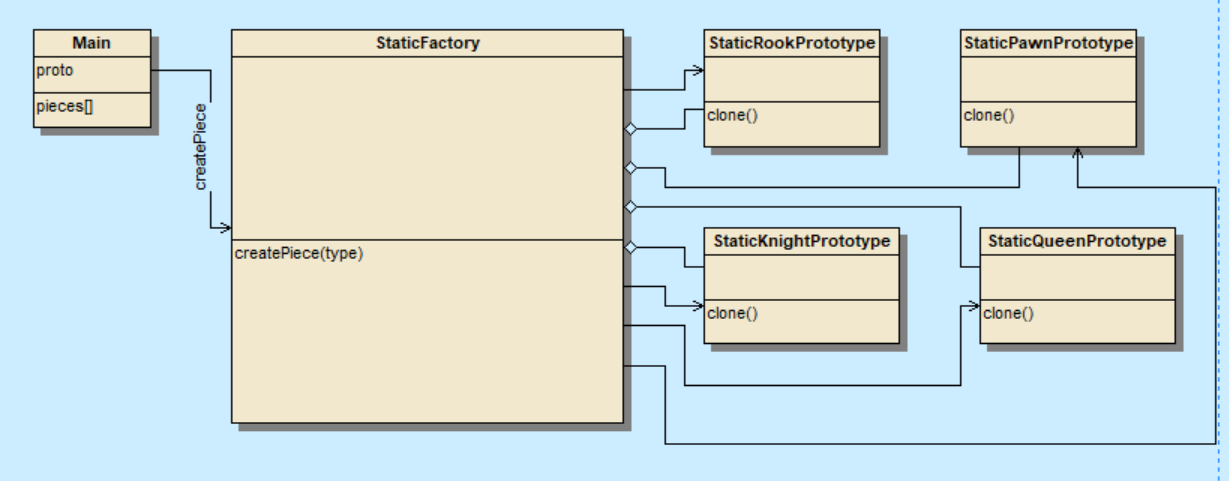 Main
proto
pieces[]
createPiece
StaticFactory
createPiece(type)
StaticRookPrototype
clone()
StaticPawnPrototype
clone()
StaticKnightPrototype
clone()
StaticQueenPrototype
clone()